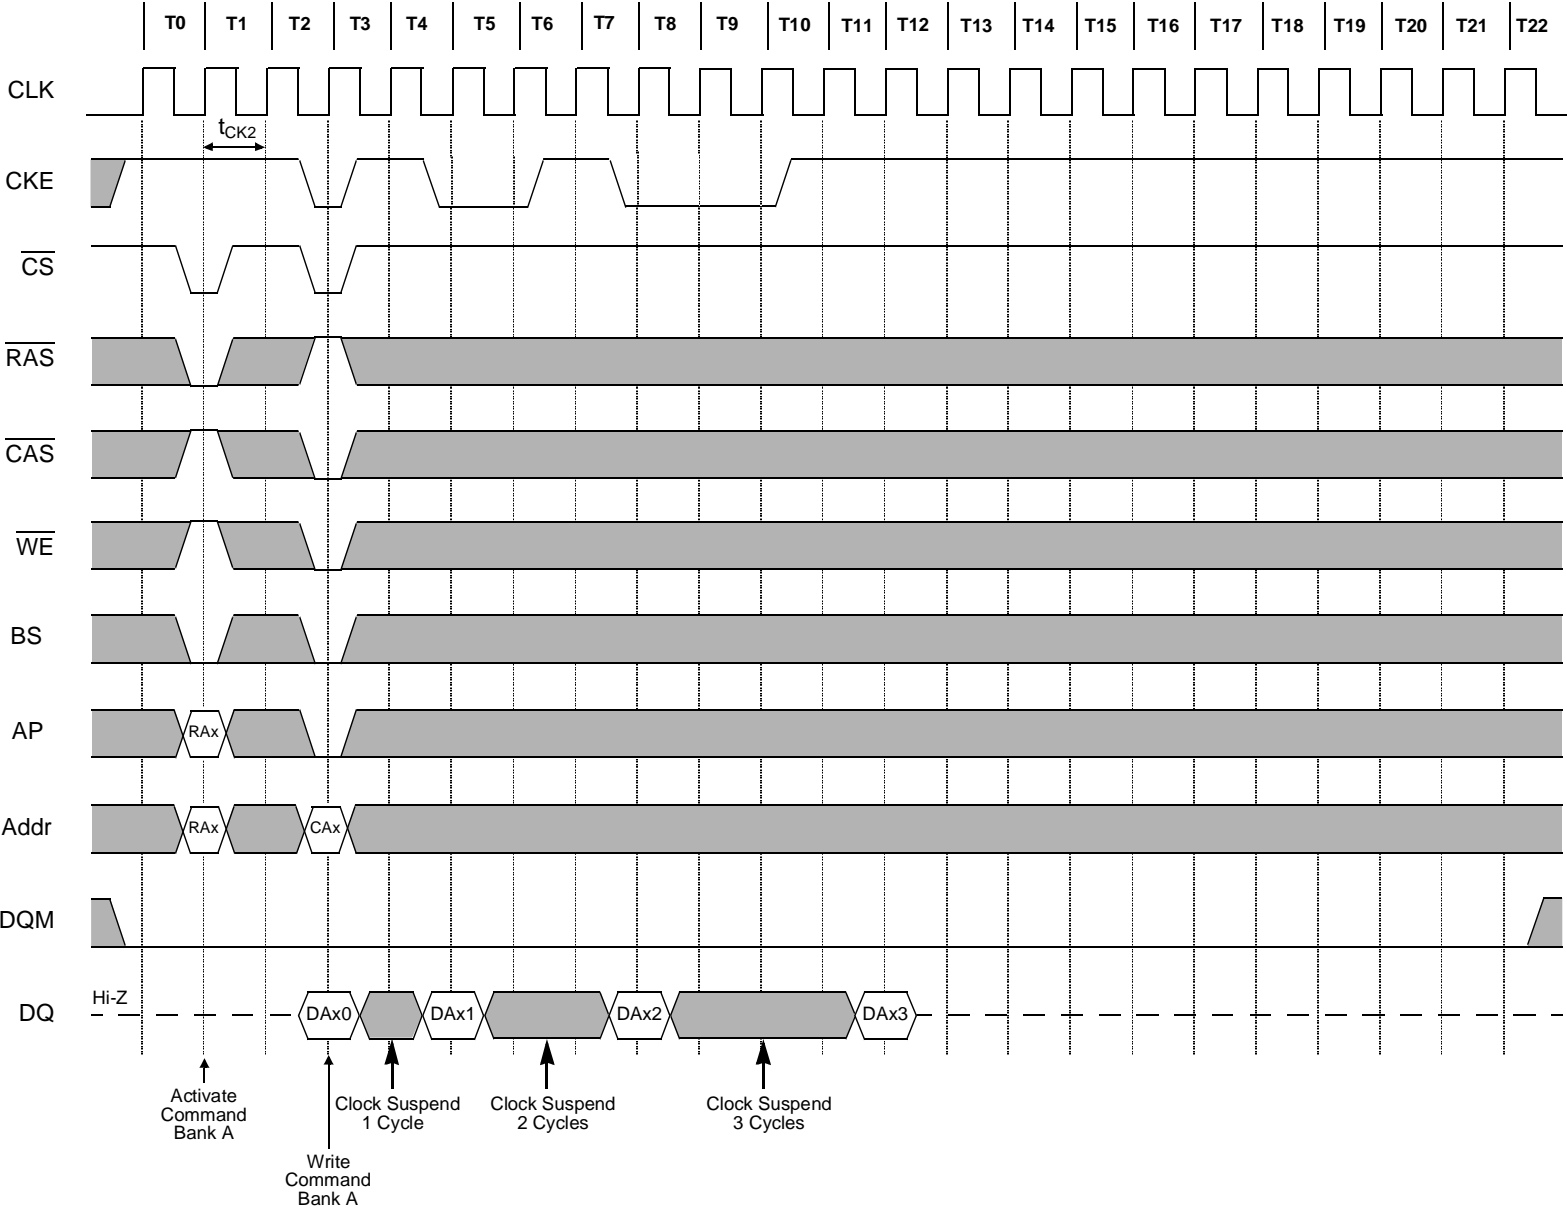 T0 T1 T2 T3 T4 T5 T6 T7 T8 T9 T10 T11 T12 T13 T14 T15 T16 T17 T18 T19 T20 T21 T22
CLK
tCK2
CKE
CS
RAS
CAS
WE
BS
AP RAx
Addr RAx CAx
DQM
Hi-Z
DQ DAx0 DAx1 DAx2 DAx3
Activate
Command
Bank A
Write
Command
Bank A
Clock Suspend
1 Cycle
Clock Suspend
2 Cycles
Clock Suspend
3 Cycles